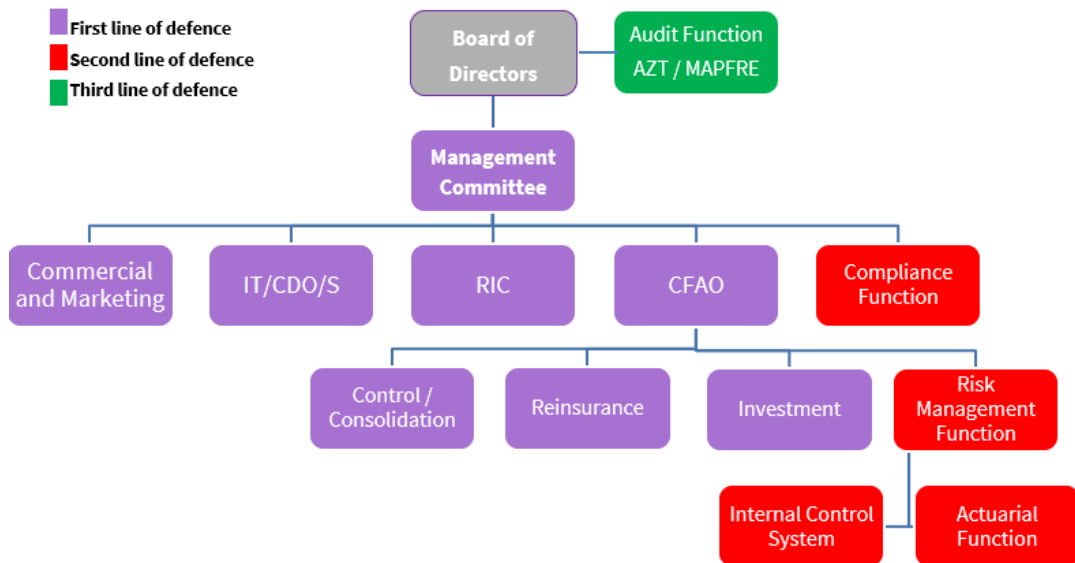 First line of defence
Second line of defence
Third line of defence
Board of
Directors
Audit Function
AZT / MAPFRE
Management
Committee
Commercial
and Marketing
IT/CDO/S
RIC
CFAO
Compliance
Function
Control /
Consolidation
Reinsurance
Investment
Risk
Management
Function
Internal Control
System
Actuarial
Function